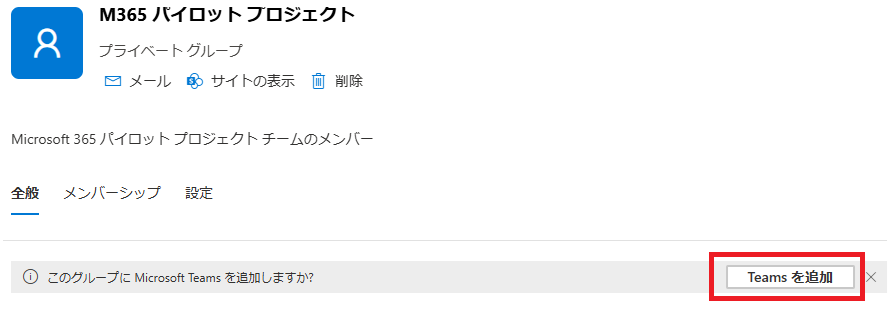 M365 パイロット プロジェクト
プライベート グループ
メール サイトの表示 削除
Microsoft 365 パイロット プロジェクト チームのメンバー
全般 メンバーシップ 設定
このグループに Microsoft Teams を追加しますか? Teams を追加